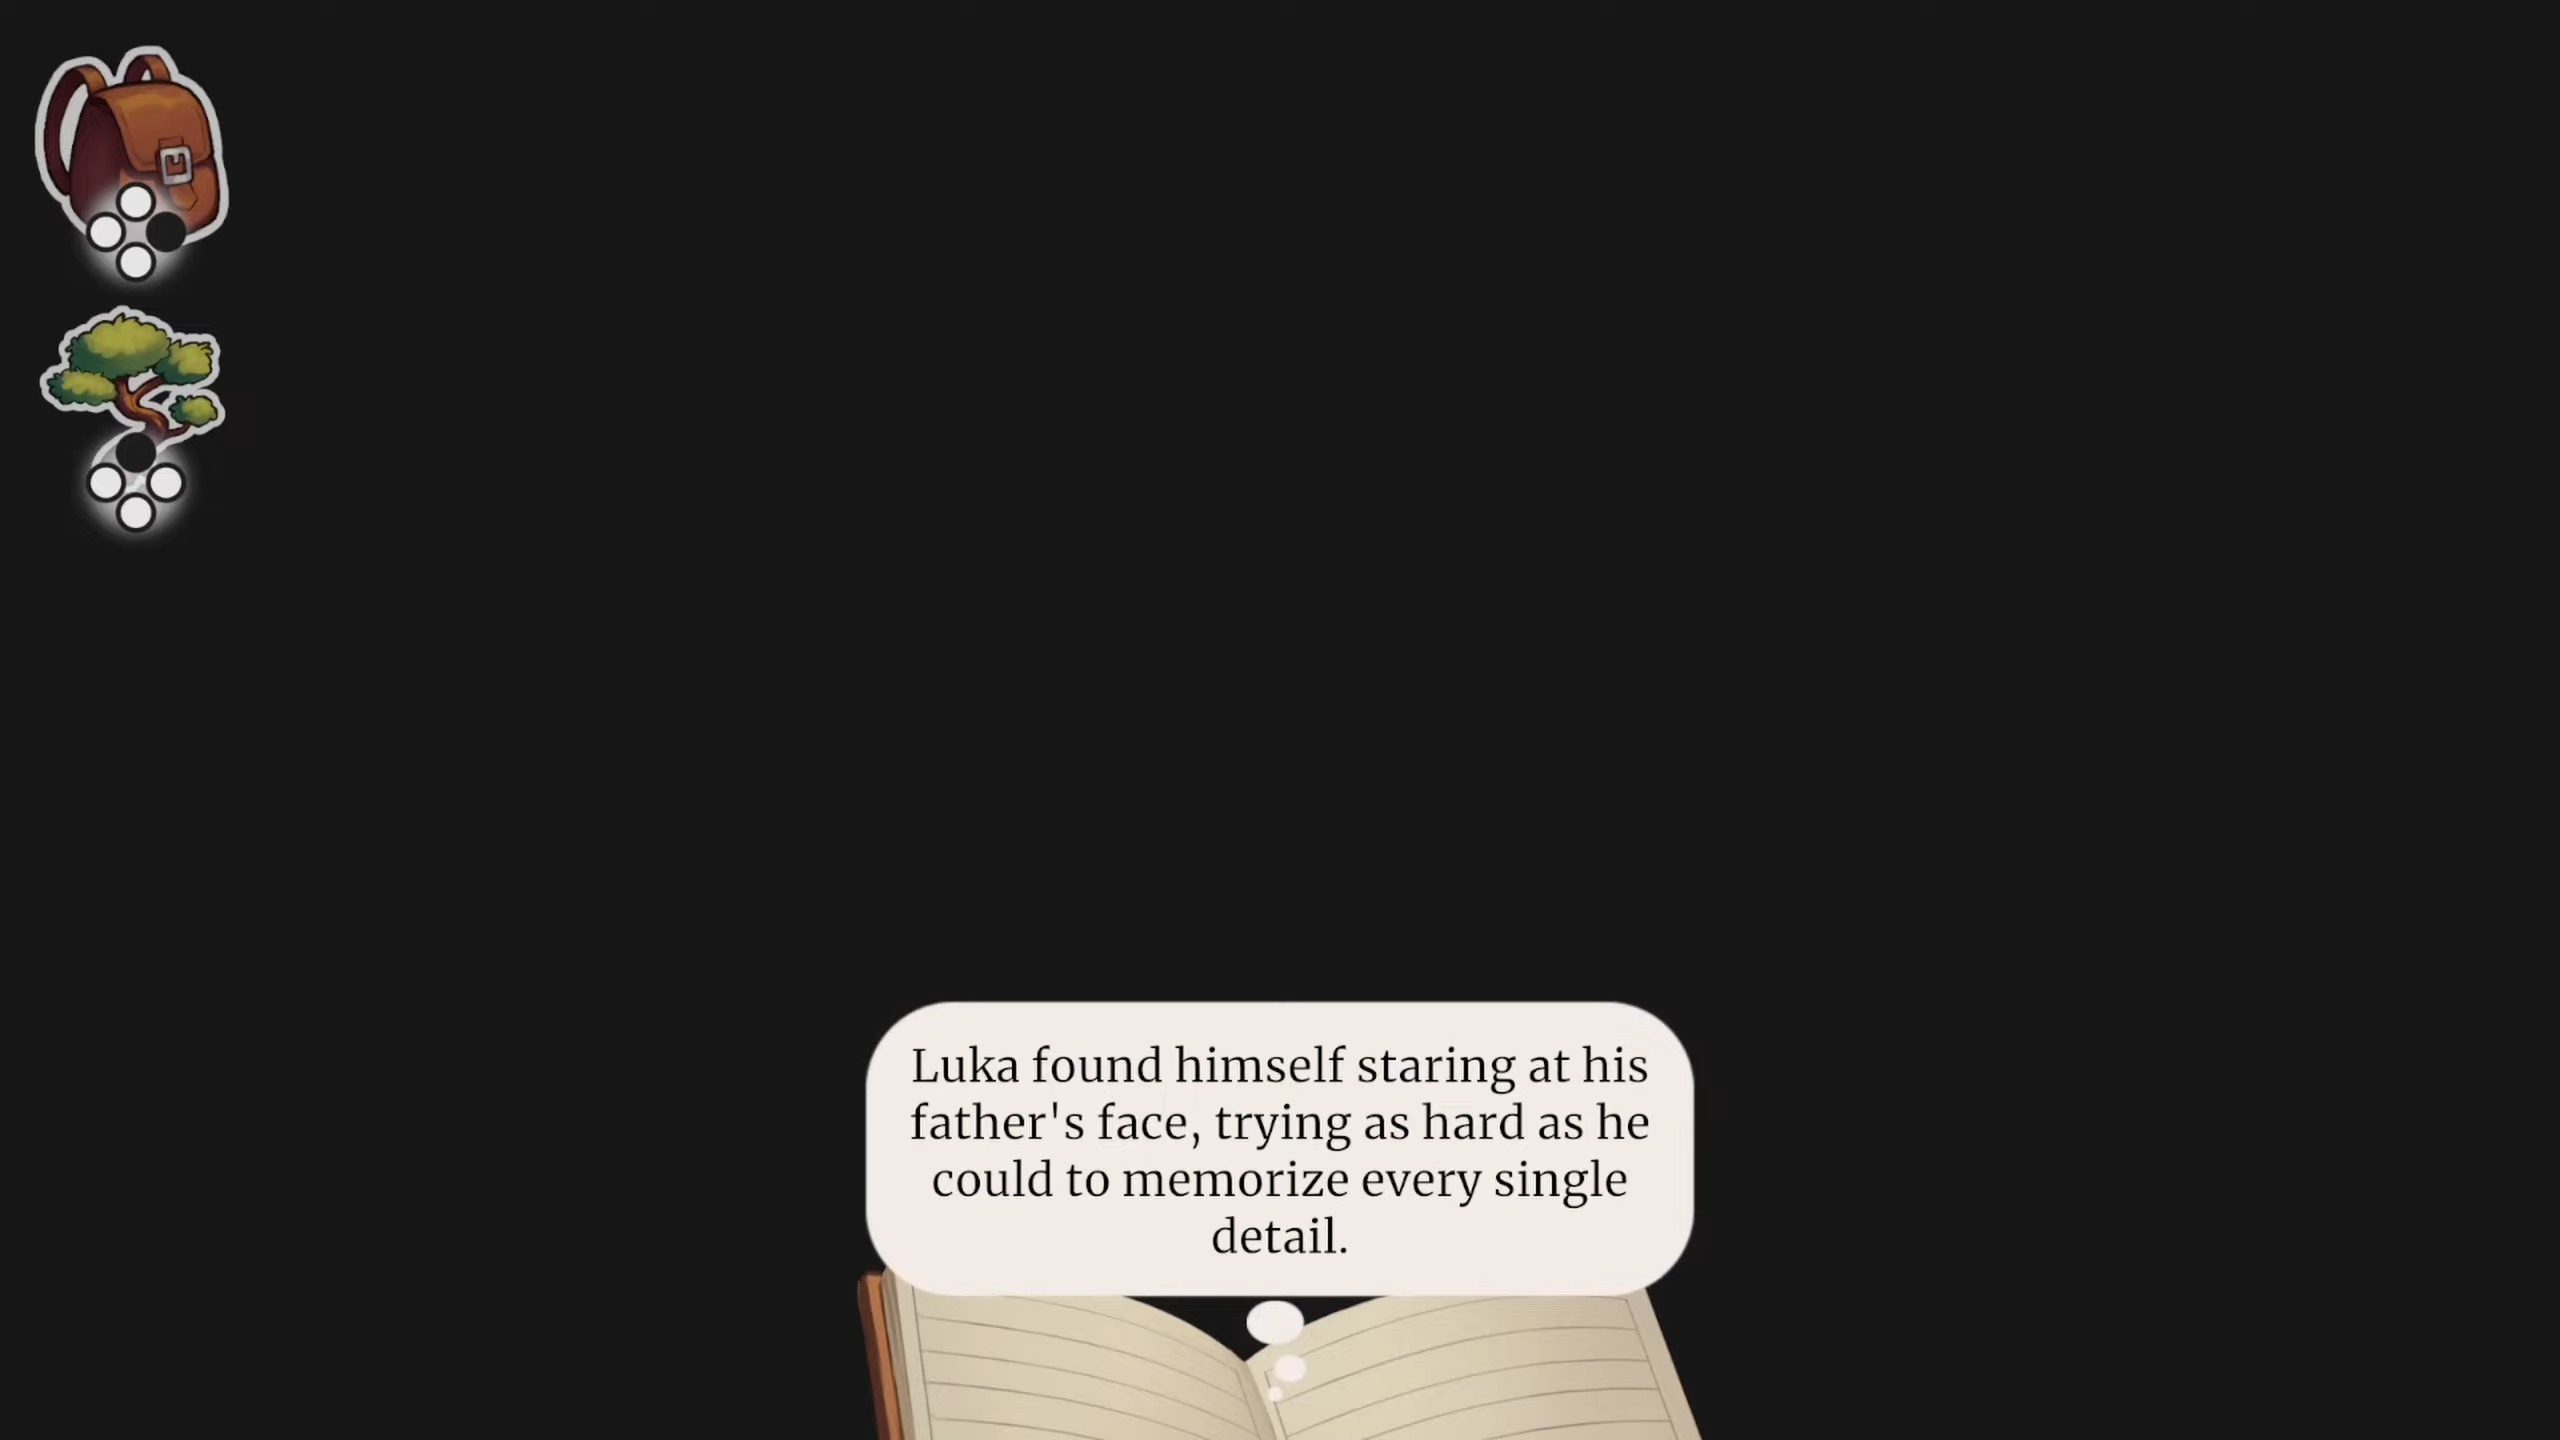 Luka found himself staring at his
father's face, trying as hard as he
could to memorize every single
detail.